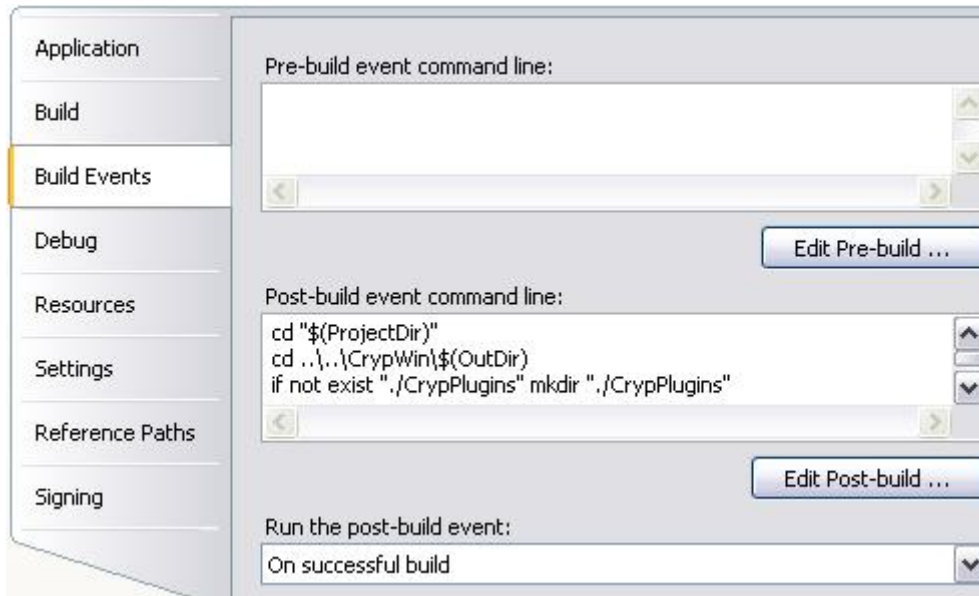 Application
Build
Build Events
Debug
Resources
Settings
Reference Paths
Signing
Pre-build event command line:
Edit Pre-build ...
Post-build event command line:
cd "$(ProjectDir)"
cd ..\..\CrypWin\$(OutDir)
if not exist "./CrypPlugins" mkdir "./CrypPlugins"
Edit Post-build ...
Run the post-build event:
On successful build